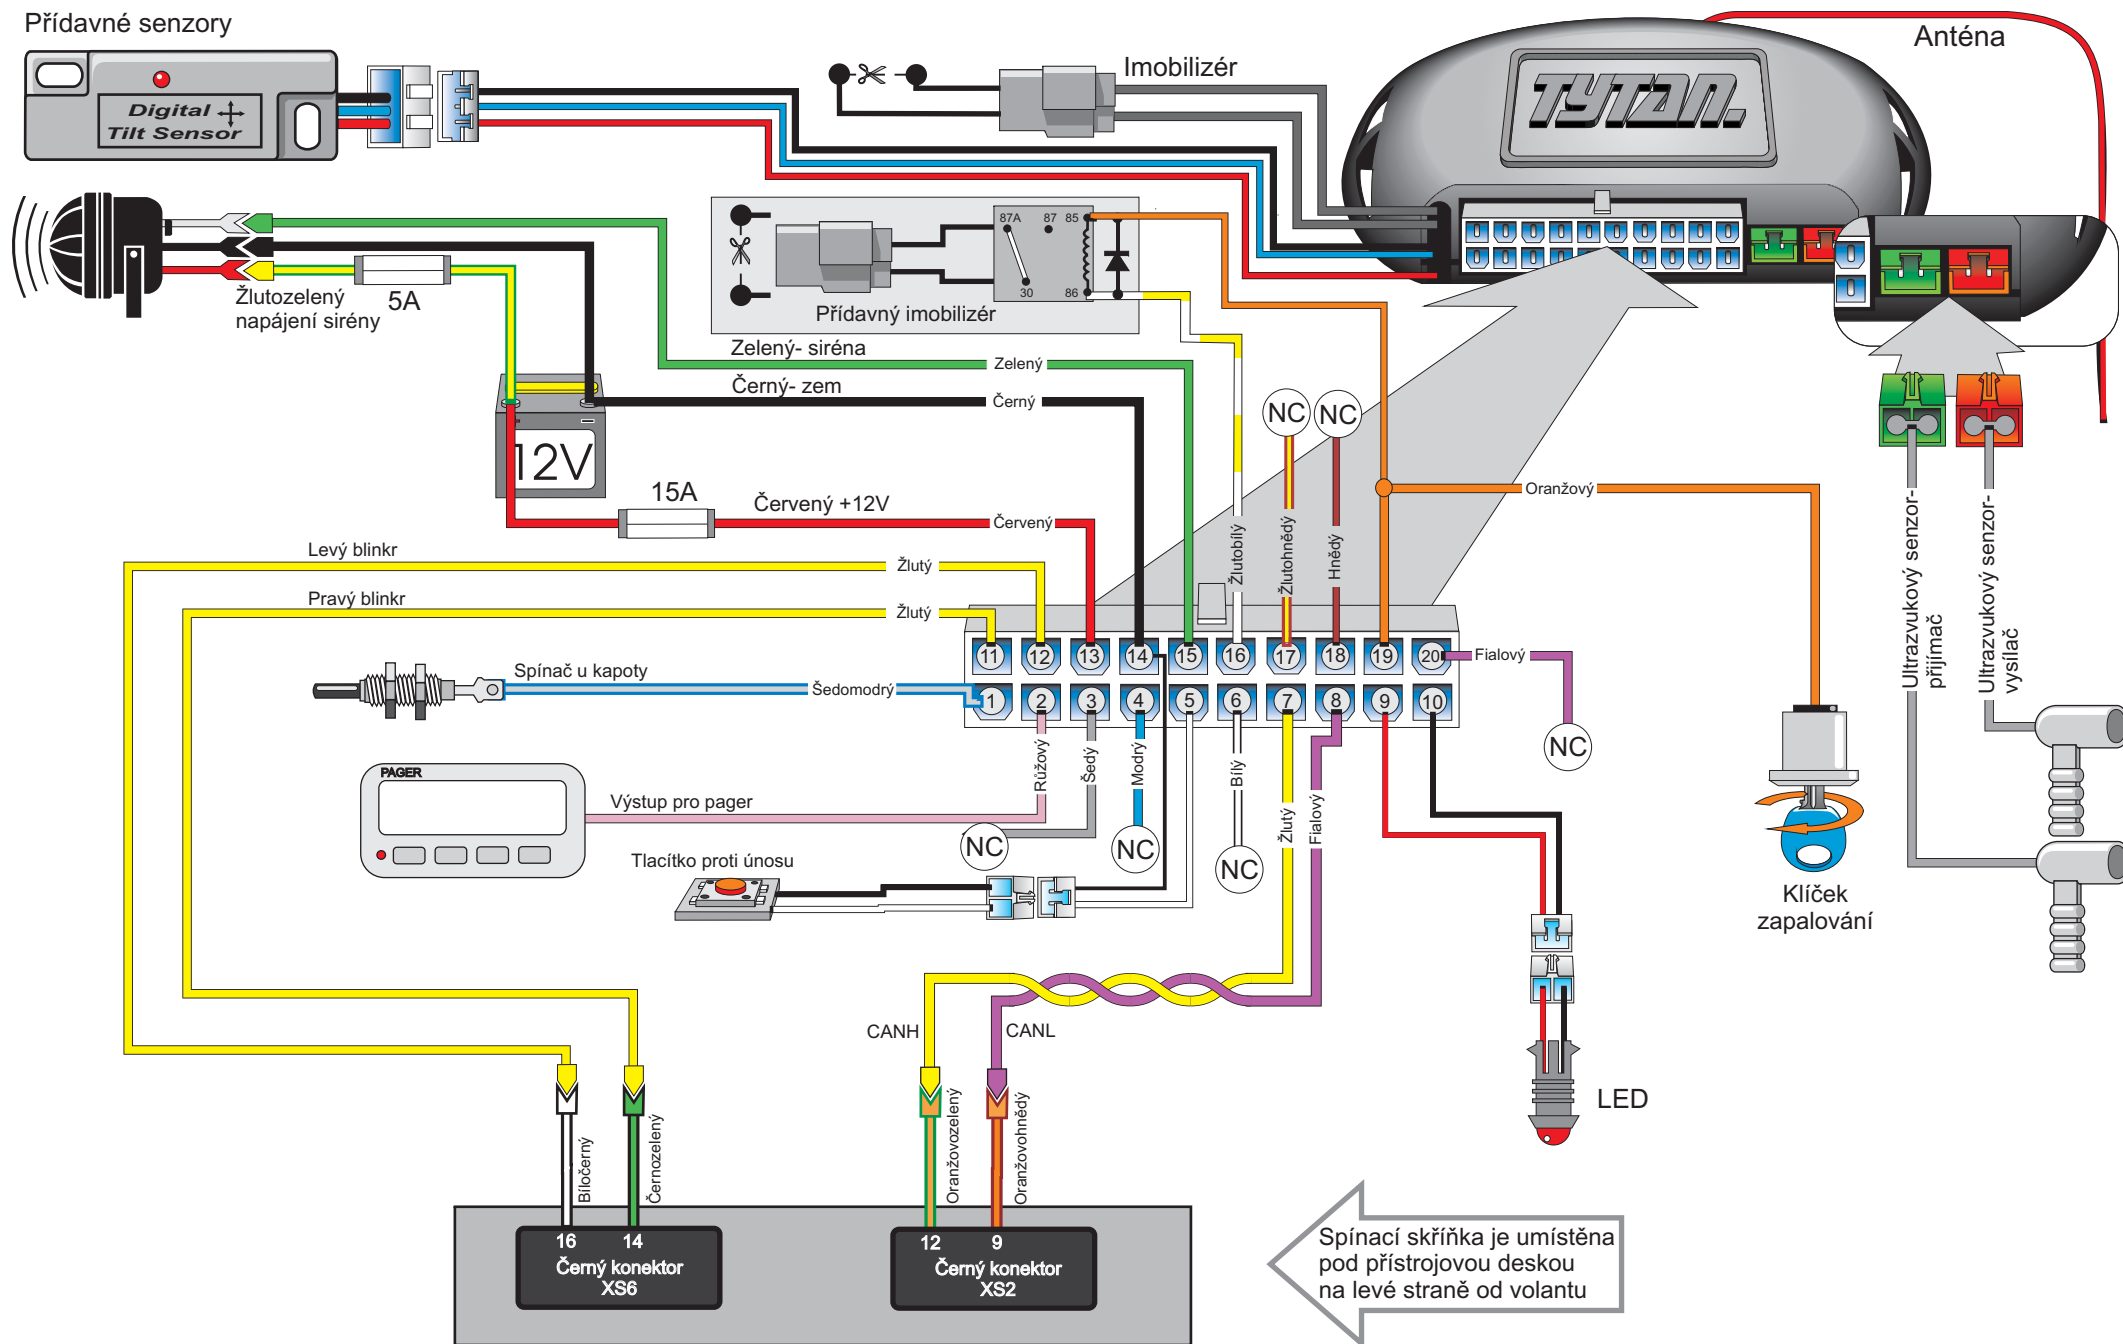 Přídavné senzory
Digital
Tilt Sensor
Imobilizér
TYTAN.
Anténa
Žlutozelený
napájení sirény
5A
87A
87
85
30
86
Přídavný imobilizér
Zelený- siréna
Zelený
Černý- zem
Černý
12V
15A
Červený +12V
Červený
NC
NC
Žlutobílý
Žlutohnědý
Hnědý
Oranžový
Levý blinkr
Žlutý
Pravý blinkr
Žlutý
11
12
13
14
15
16
17
18
19
20
Fialový
Spínač u kapoty
Šedomodrý
1
2
3
4
5
6
7
8
9
10
NC
Růžový
Šedý
Modrý
Bílý
Žlutý
Fialový
PAGER
Výstup pro pager
NC
NC
NC
Tlacítko proti únosu
Ultrazvukový senzor-
přijímač
Ultrazvukový senzor-
vysílač
Klíček
zapalování
CANH
CANL
LED
Bíločerný
Černozelený
Oranžovozelený
Oranžovohnědý
16
14
Černý konektor
XS6
12
9
Černý konektor
XS2
Spínací skříňka je umístěna
pod přístrojovou deskou
na levé straně od volantu